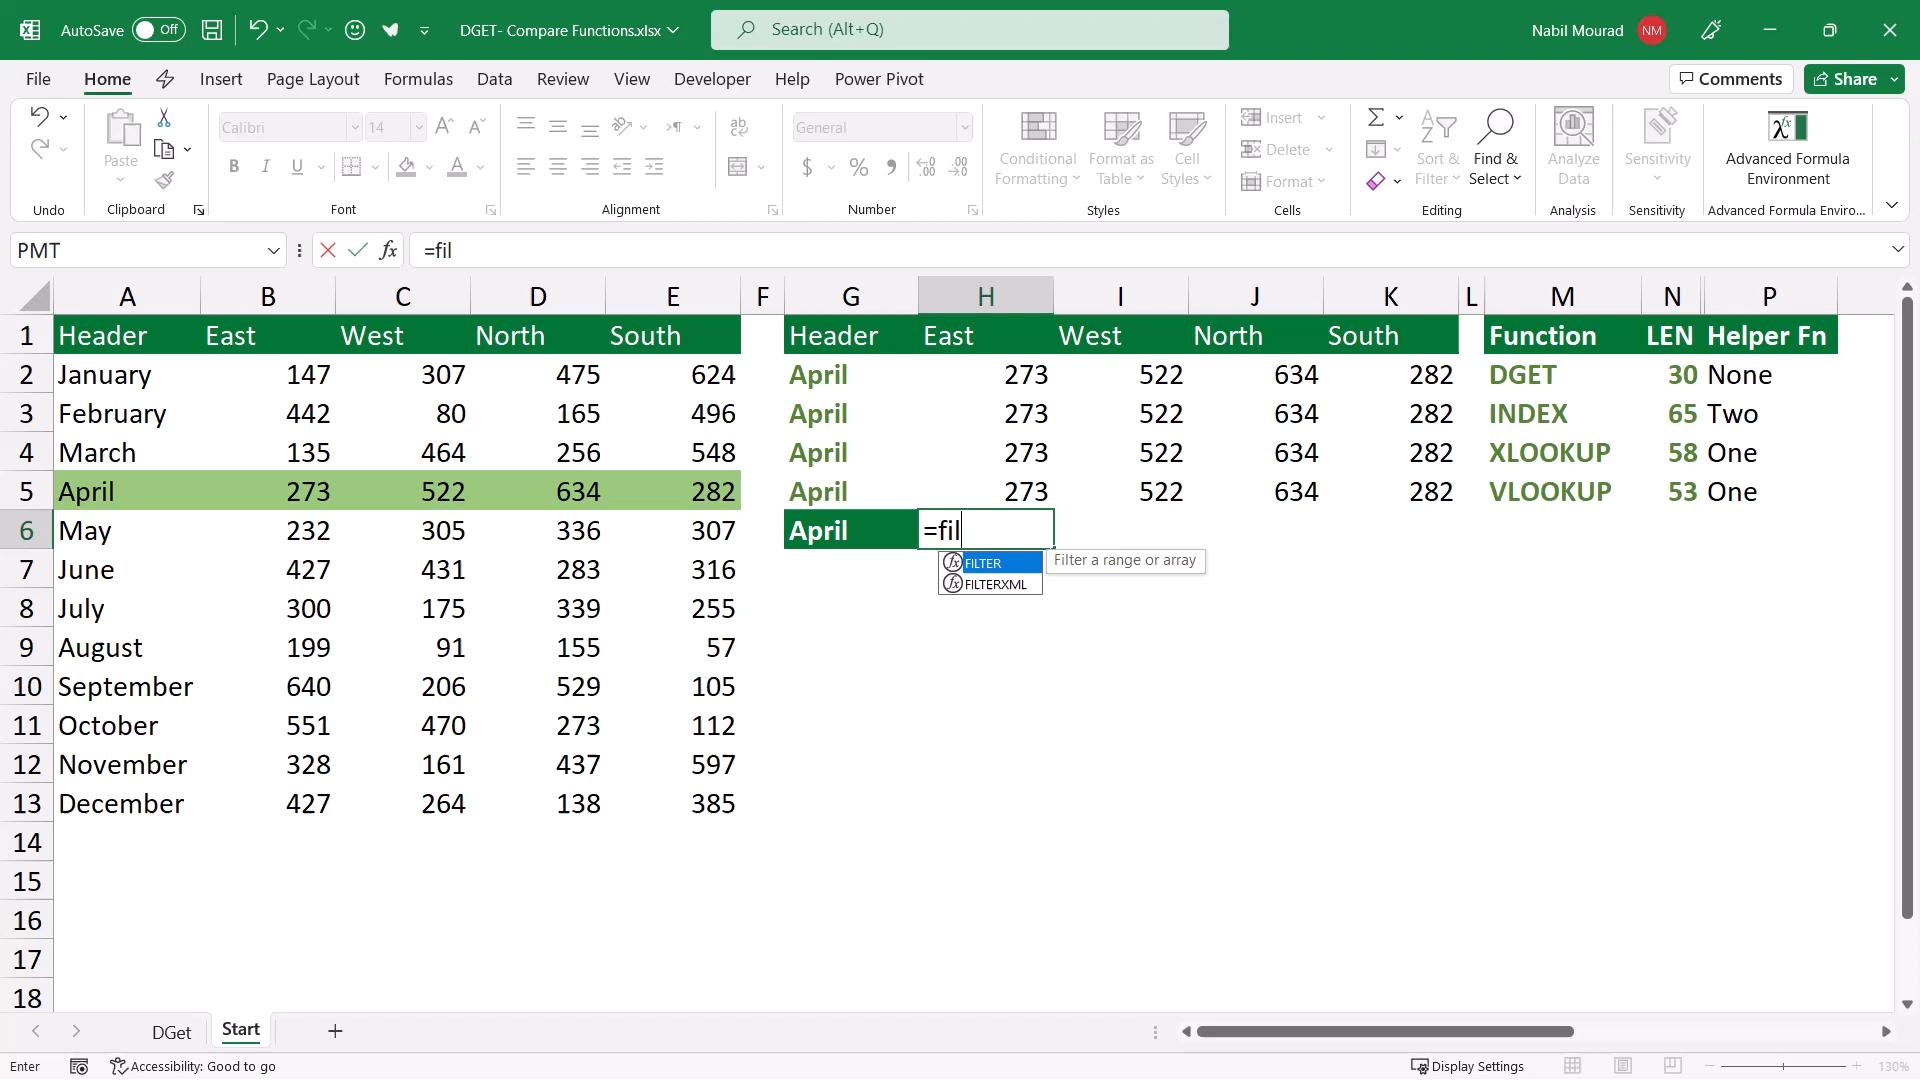 AutoSave Off DGET- Compare Functions.xlsx Search (Alt+Q) Nabil Mourad NM
File Home Insert Page Layout Formulas Data Review View Developer Help Power Pivot Comments Share
Paste
Calibri 14
B I U
ab
General
$ % 9
Conditional Formatting
Format as Table
Cell Styles
Insert
Delete
Format
Sort & Filter
Find & Select
Analyze Data
Sensitivity
Advanced Formula Environment
Undo Clipboard Font Alignment Number Styles Cells Editing Analysis Sensitivity Advanced Formula Enviro...
PMT fx =fil
A B C D E F G H I J K L M N P
1 Header East West North South Header East West North South Function LEN Helper Fn
2 January 147 307 475 624 April 273 522 634 282 DGET 30 None
3 February 442 80 165 496 April 273 522 634 282 INDEX 65 Two
4 March 135 464 256 548 April 273 522 634 282 XLOOKUP 58 One
5 April 273 522 634 282 April 273 522 634 282 VLOOKUP 53 One
6 May 232 305 336 307 April =fil
FILTER Filter a range or array
FILTERXML
7 June 427 431 283 316
8 July 300 175 339 255
9 August 199 91 155 57
10 September 640 206 529 105
11 October 551 470 273 112
12 November 328 161 437 597
13 December 427 264 138 385
14
15
16
17
18
DGet Start
Enter Accessibility: Good to go Display Settings 130%